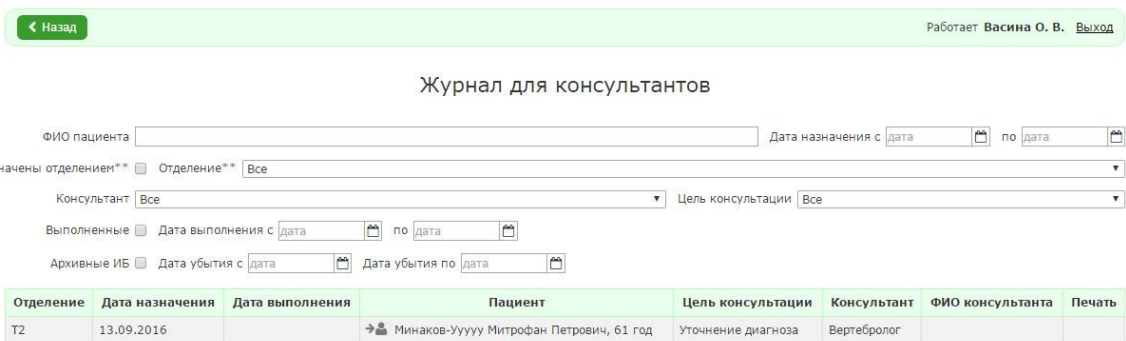 Назад Работает Васина О. В. Выход
Журнал для консультантов
ФИО пациента Дата назначения с дата по дата
начены отделением** Отделение** Все
Консультант Все Цель консультации Все
Выполненные Дата выполнения с дата по дата
Архивные ИБ Дата убытия с дата Дата убытия по дата
Отделение Дата назначения Дата выполнения Пациент Цель консультации Консультант ФИО консультанта Печать
Т2 13.09.2016 Минаков-Ууууу Митрофан Петрович, 61 год Уточнение диагноза Вертебролог